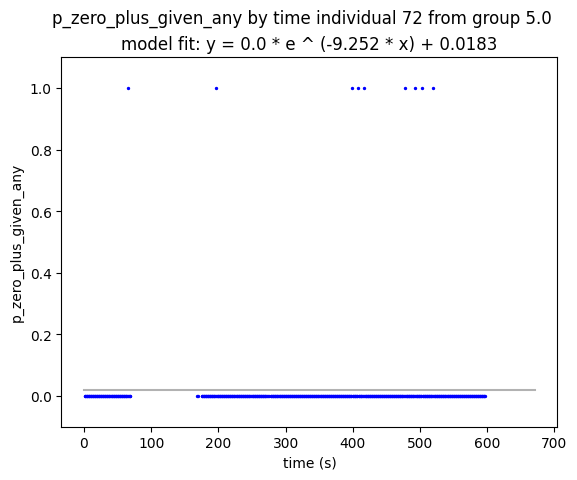 p_zero_plus_given_any by time individual 72 from group 5.0
model fit: y = 0.0 * e ^ (-9.252 * x) + 0.0183
p_zero_plus_given_any
1.0
0.8
0.6
0.4
0.2
0.0
0 100 200 300 400 500 600 700
time (s)